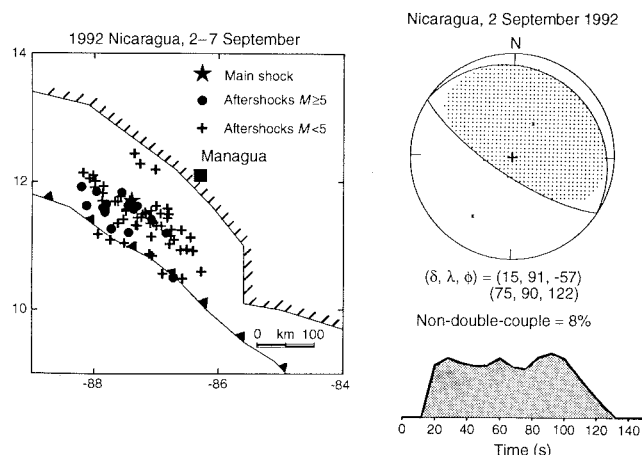 1992 Nicaragua, 2–7 September
14
12
10
-88
-86
-84
Main shock
Aftershocks M≥5
Aftershocks M<5
Managua
0 km 100
Nicaragua, 2 September 1992
N
(δ, λ, φ) = (15, 91, -57)
(75, 90, 122)
Non-double-couple = 8%
0 20 40 60 80 100 120 140
Time (s)